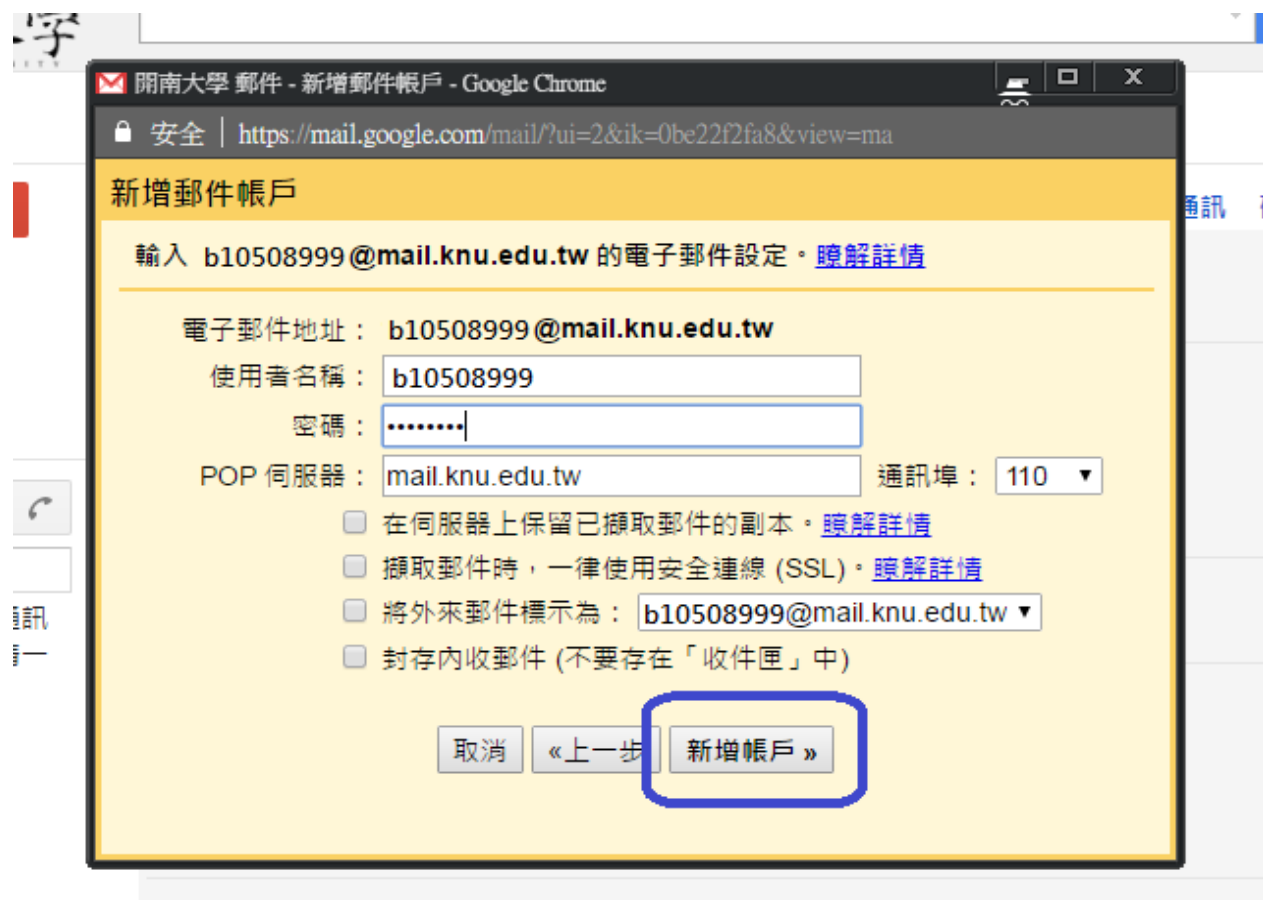 學
開南大學 郵件 - 新增郵件帳戶 - Google Chrome
安全 | https://mail.google.com/mail/?ui=2&ik=0be22f2fa8&view=ma
新增郵件帳戶
通訊
輸入 b10508999@mail.knu.edu.tw 的電子郵件設定。瞭解詳情
電子郵件地址： b10508999@mail.knu.edu.tw
使用者名稱： b10508999
密碼： ••••••••
POP 伺服器： mail.knu.edu.tw 通訊埠： 110
在伺服器上保留已擷取郵件的副本。瞭解詳情
擷取郵件時，一律使用安全連線 (SSL)。瞭解詳情
將外來郵件標示為： b10508999@mail.knu.edu.tw
通訊
封存內收郵件 (不要存在「收件匣」中)
取消 «上一步 新增帳戶 »